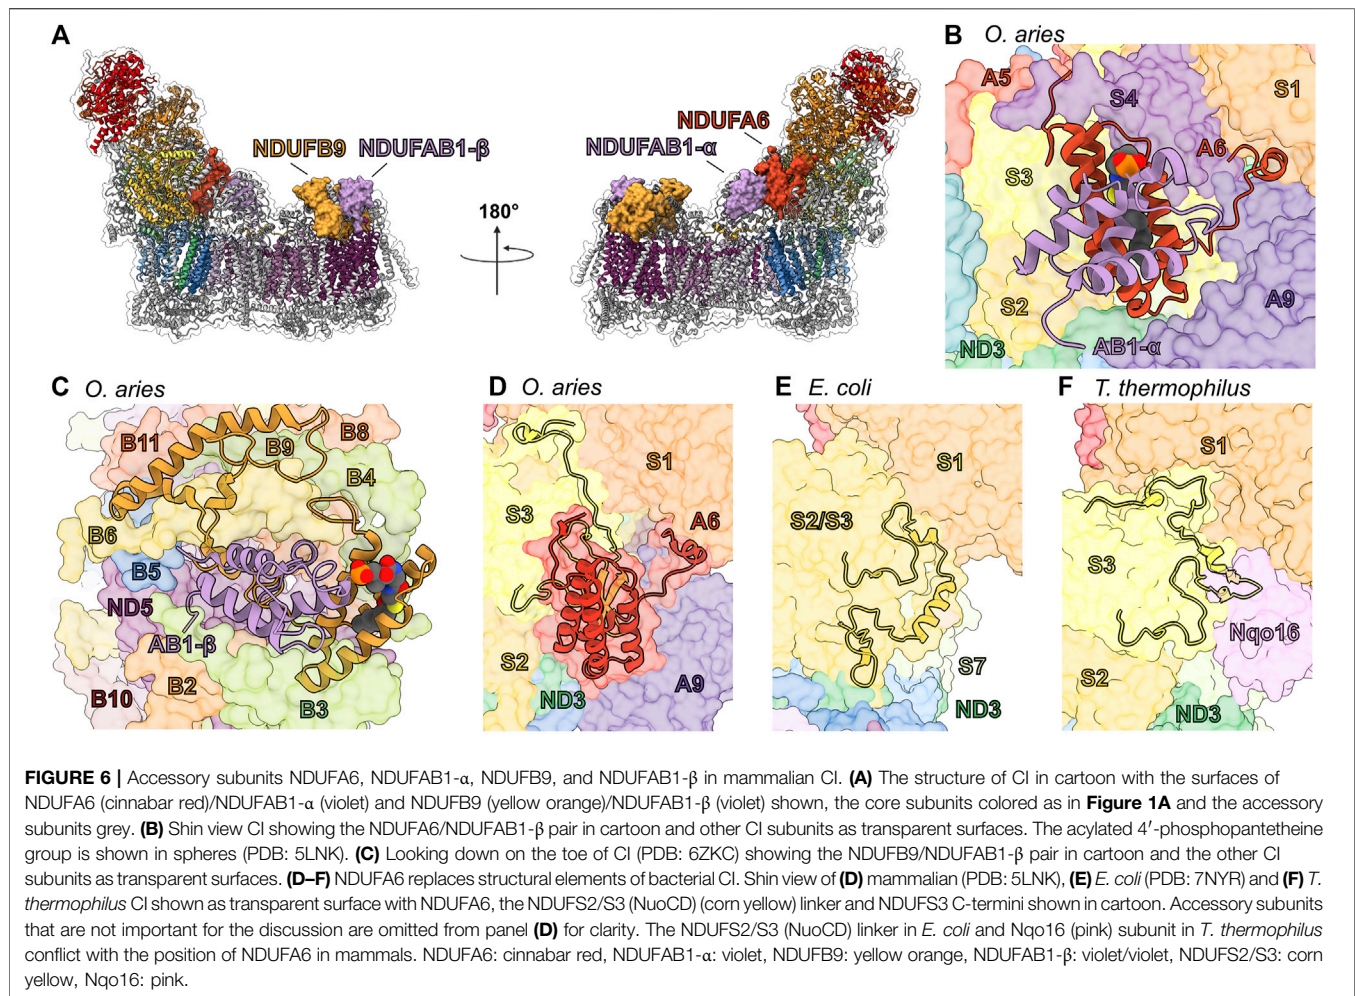 A
NDUFB9
NDUFAB1-β
180°
NDUFA6
NDUFAB1-α
B O. aries
A5
S4
S1
A6
S3
S2
A9
ND3
AB1-α
C O. aries
B11
B9
B8
B4
B6
B5
ND5
AB1-β
B2
B10
B3
D O. aries
S1
S3
A6
S2
A9
ND3
E E. coli
S1
S2/S3
S7
ND3
F T. thermophilus
S1
S3
Nqo16
S2
ND3
FIGURE 6 | Accessory subunits NDUFA6, NDUFAB1-α, NDUFB9, and NDUFAB1-β in mammalian CI. (A) The structure of CI in cartoon with the surfaces of
NDUFA6 (cinnabar red)/NDUFAB1-α (violet) and NDUFB9 (yellow orange)/NDUFAB1-β (violet) shown, the core subunits colored as in Figure 1A and the accessory
subunits grey. (B) Shin view CI showing the NDUFA6/NDUFAB1-β pair in cartoon and other CI subunits as transparent surfaces. The acylated 4′-phosphopantetheine
group is shown in spheres (PDB: 5LNK). (C) Looking down on the toe of CI (PDB: 6ZKC) showing the NDUFB9/NDUFAB1-β pair in cartoon and the other CI
subunits as transparent surfaces. (D–F) NDUFA6 replaces structural elements of bacterial CI. Shin view of (D) mammalian (PDB: 5LNK), (E) E. coli (PDB: 7NYR) and (F) T.
thermophilus CI shown as transparent surface with NDUFA6, the NDUFS2/S3 (NuoCD) (corn yellow) linker and NDUFS3 C-termini shown in cartoon. Accessory subunits
that are not important for the discussion are omitted from panel (D) for clarity. The NDUFS2/S3 (NuoCD) linker in E. coli and Nqo16 (pink) subunit in T. thermophilus
conflict with the position of NDUFA6 in mammals. NDUFA6: cinnabar red, NDUFAB1-α: violet, NDUFB9: yellow orange, NDUFAB1-β: violet/violet, NDUFS2/S3: corn
yellow, Nqo16: pink.